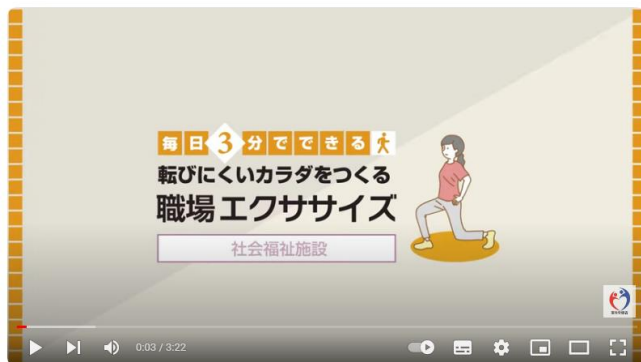 毎日3分でできる
転びにくいカラダをつくる
職場エクササイズ
社会福祉施設
0:03 / 3:22